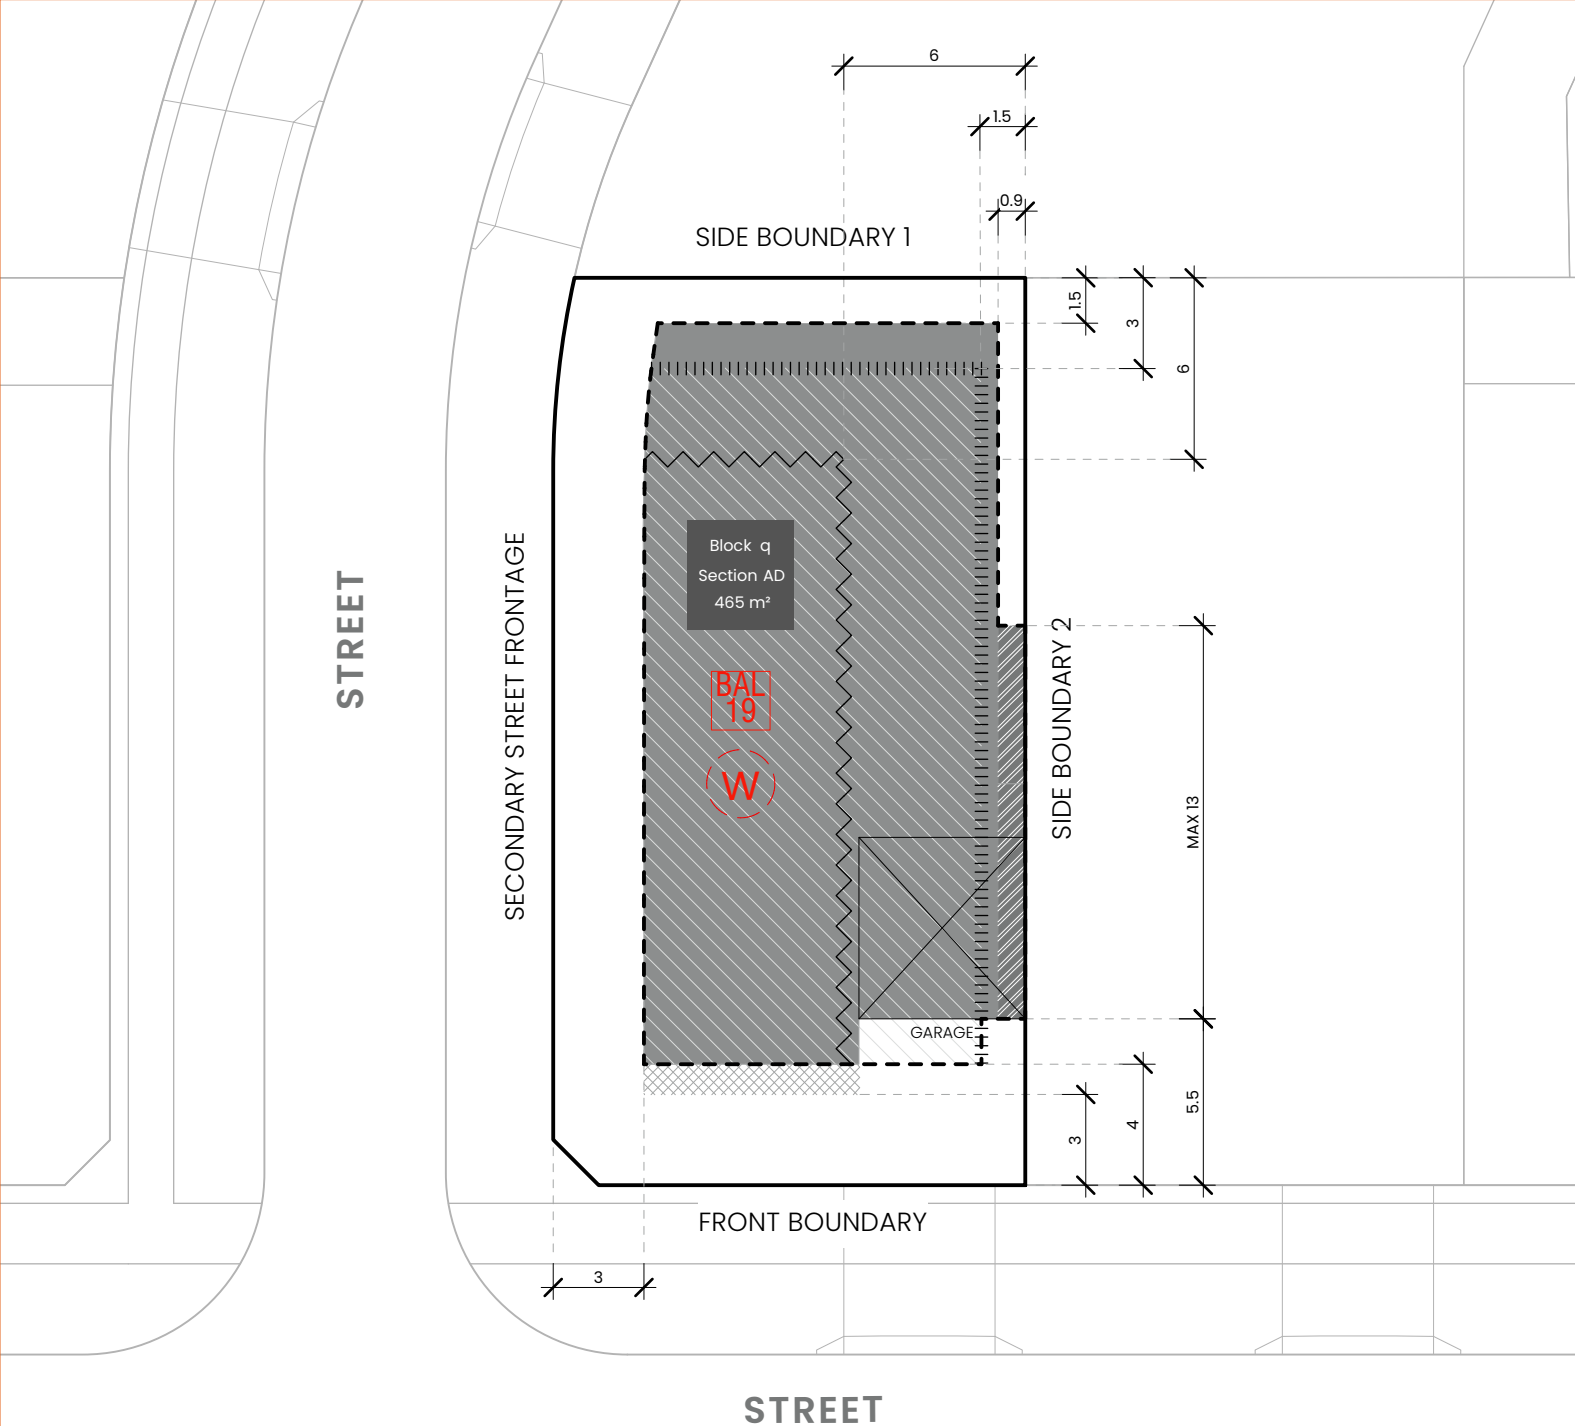 6
1.5
0.9
SIDE BOUNDARY 1
1.5
3
6
Block q
Section AD
465 m²
STREET
SECONDARY STREET FRONTAGE
BAL
19
W
SIDE BOUNDARY 2
MAX 13
GARAGE
3
4
5.5
FRONT BOUNDARY
3
STREET